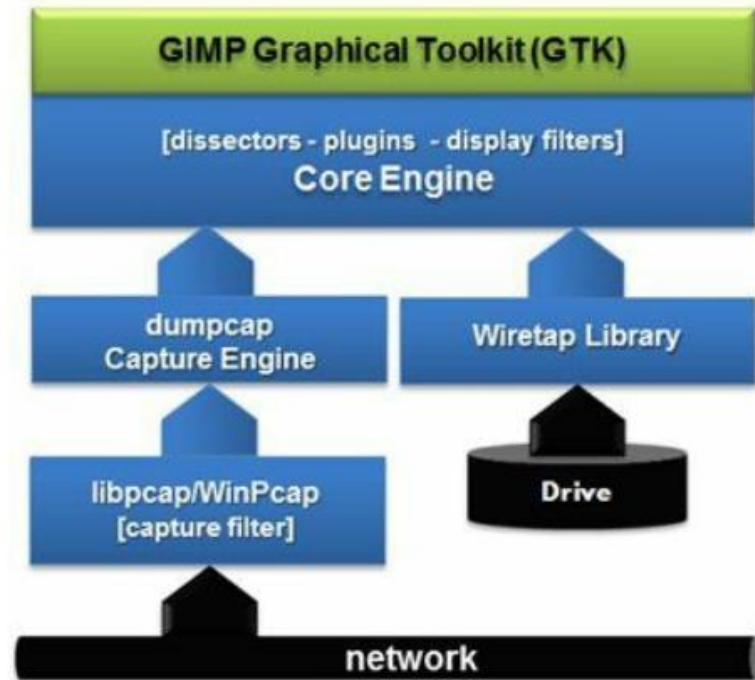 GIMP Graphical Toolkit (GTK)
[dissectors - plugins - display filters]
Core Engine
dumpcap
Capture Engine
Wiretap Library
libpcap/WinPcap
[capture filter]
Drive
network